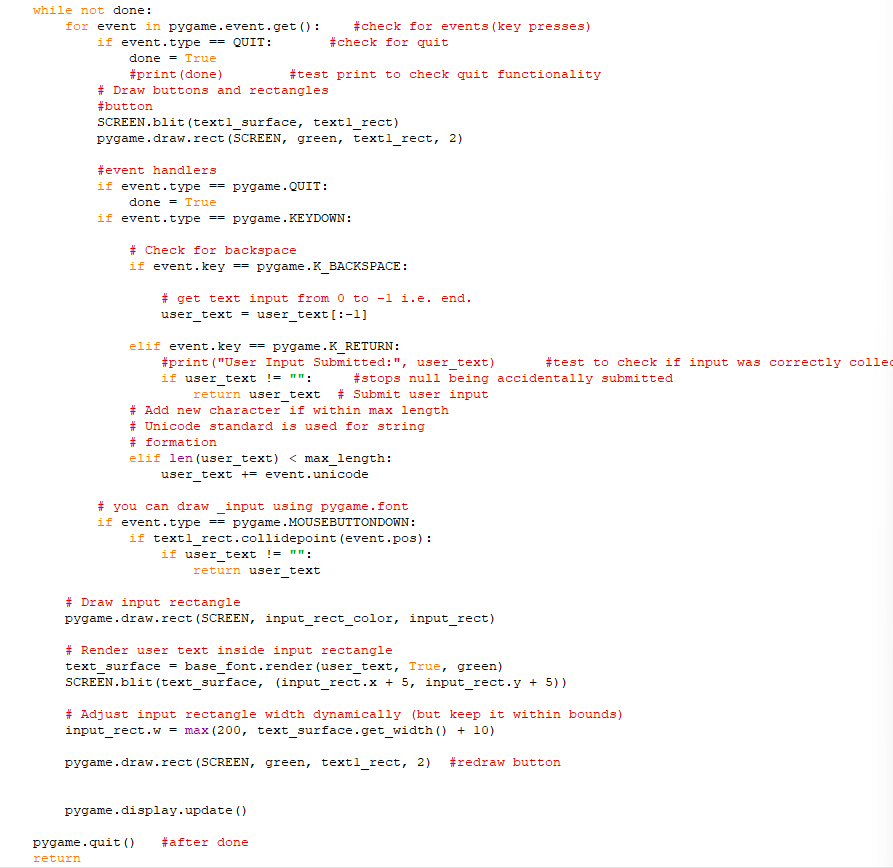 while not done:
    for event in pygame.event.get():    #check for events(key presses)
        if event.type == QUIT:       #check for quit
            done = True
            #print(done)        #test print to check quit functionality
        # Draw buttons and rectangles
        #button
        SCREEN.blit(text1_surface, text1_rect)
        pygame.draw.rect(SCREEN, green, text1_rect, 2)

        #event handlers
        if event.type == pygame.QUIT:
            done = True
        if event.type == pygame.KEYDOWN:

            # Check for backspace
            if event.key == pygame.K_BACKSPACE:

                # get text input from 0 to -1 i.e. end.
                user_text = user_text[:-1]

            elif event.key == pygame.K_RETURN:
                #print("User Input Submitted:", user_text)      #test to check if input was correctly collec
                if user_text != "":     #stops null being accidentally submitted
                    return user_text  # Submit user input
            # Add new character if within max length
            # Unicode standard is used for string
            # formation
            elif len(user_text) < max_length:
                user_text += event.unicode

        # you can draw _input using pygame.font
        if event.type == pygame.MOUSEBUTTONDOWN:
            if text1_rect.collidepoint(event.pos):
                if user_text != "":
                    return user_text

    # Draw input rectangle
    pygame.draw.rect(SCREEN, input_rect_color, input_rect)

    # Render user text inside input rectangle
    text_surface = base_font.render(user_text, True, green)
    SCREEN.blit(text_surface, (input_rect.x + 5, input_rect.y + 5))

    # Adjust input rectangle width dynamically (but keep it within bounds)
    input_rect.w = max(200, text_surface.get_width() + 10)

    pygame.draw.rect(SCREEN, green, text1_rect, 2)  #redraw button


    pygame.display.update()

pygame.quit()   #after done
return